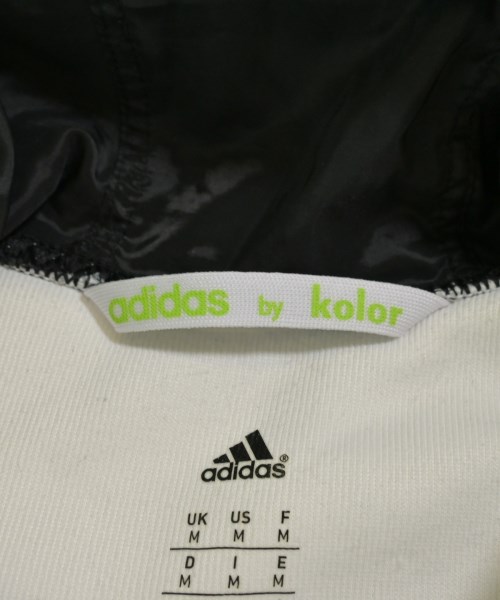 adidas by kolor
adidas®
UK US F
M M M
D I E
M M M